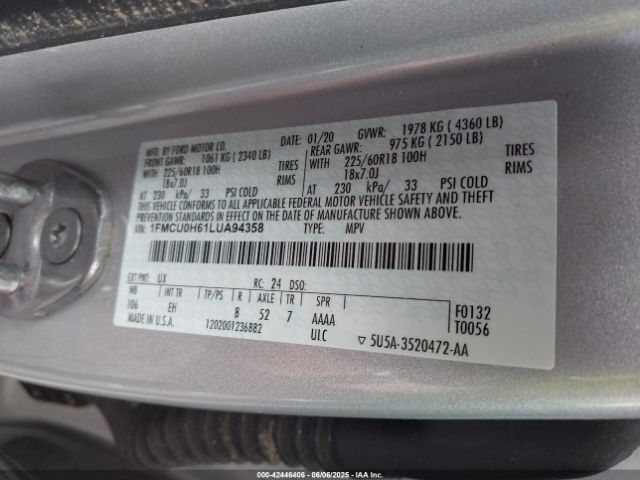 MFD. BY FORD MOTOR CO.
DATE: 01/20 GVWR: 1978 KG ( 4360 LB)
FRONT GAWR: 1061 KG ( 2340 LB) REAR GAWR: 975 KG ( 2150 LB)
WITH 225/60R18 100H TIRES WITH 225/60R18 100H TIRES
18x7.0J RIMS 18x7.0J RIMS
AT 230 kPa/ 33 PSI COLD AT 230 kPa/ 33 PSI COLD
THIS VEHICLE CONFORMS TO ALL APPLICABLE FEDERAL MOTOR VEHICLE SAFETY AND THEFT
PREVENTION STANDARDS IN EFFECT ON THE DATE OF MANUFACTURE SHOWN ABOVE.
VIN: 1FMCU0H61LUA94358 TYPE: MPV
EXT PNT: UX RC: 24 DSO:
WB INT TR TP/PS R AXLE TR SPR
106 EH 8 52 7 AAAA F0132
MADE IN U.S.A. 1202001236882 UIC T0056
▽ 5U5A-3520472-AA
000-42446406 - 06/06/2025 - IAAI.com